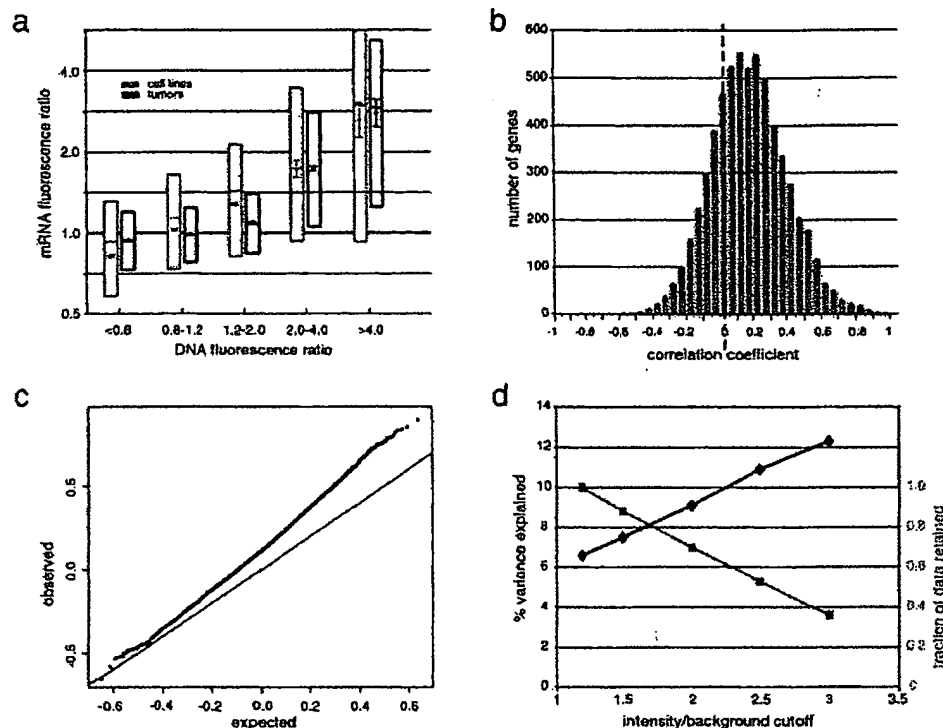 a
mRNA fluorescence ratio
4.0
2.0
1.0
0.5
cell lines
tumors
<0.8 0.8-1.2 1.2-2.0 2.0-4.0 >4.0
DNA fluorescence ratio
b
number of genes
600
500
400
300
200
100
0
-1 -0.8 -0.6 -0.4 -0.2 0 0.2 0.4 0.6 0.8 1
correlation coefficient
c
observed
0.5
0.0
-0.5
-0.6 -0.4 -0.2 0.0 0.2 0.4 0.6
expected
d
% variance explained
14
12
10
8
6
4
2
0
1 1.5 2 2.5 3 3.5
intensity/background cutoff
1.0
0.8
0.6
0.4
0.2
0
fraction of data retained